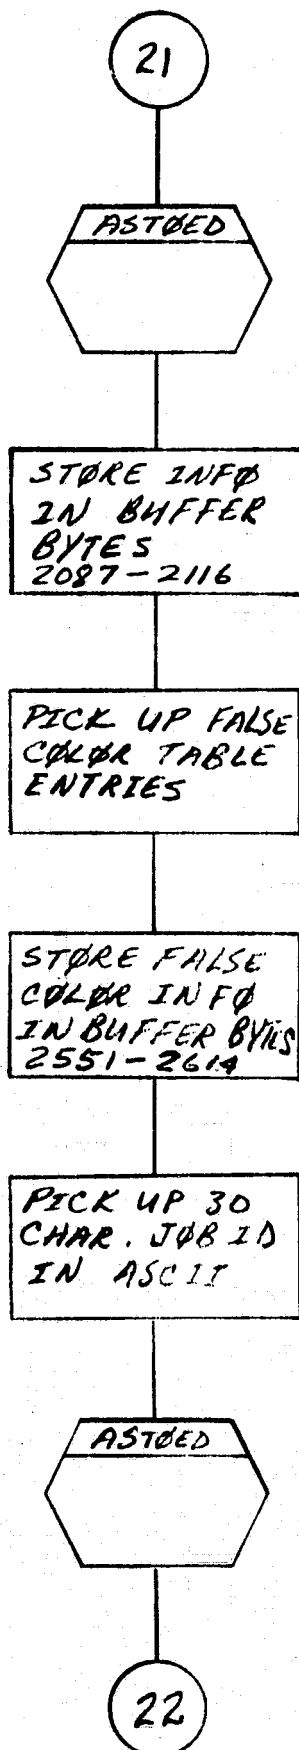 21
ASTØED
STØRE INFØ
IN BUFFER
BYTES
2087-2116
PICK UP FALSE
CØLØR TABLE
ENTRIES
STØRE FALSE
CØLØR INFØ
IN BUFFER BYTES
2551-2614
PICK UP 30
CHAR. JØB ID
IN ASCII
ASTØED
22